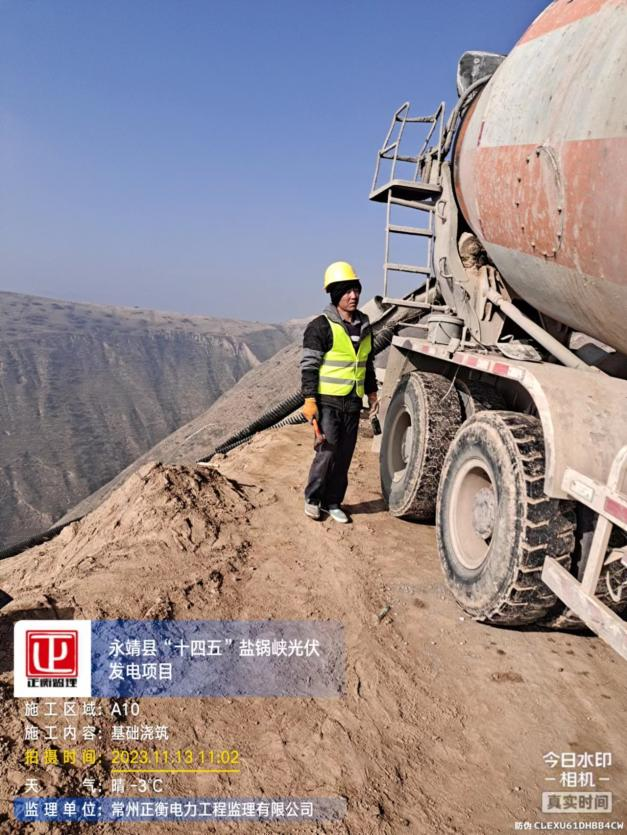 正衡监理
永靖县“十四五”盐锅峡光伏
发电项目
施工区域：A10
施工内容：基础浇筑
拍摄时间：2023.11.13 11:02
天气：晴 -3℃
监理单位：常州正衡电力工程监理有限公司
今日水印
-相机-
真实时间
防伪 CLEXU61DHBB4CW